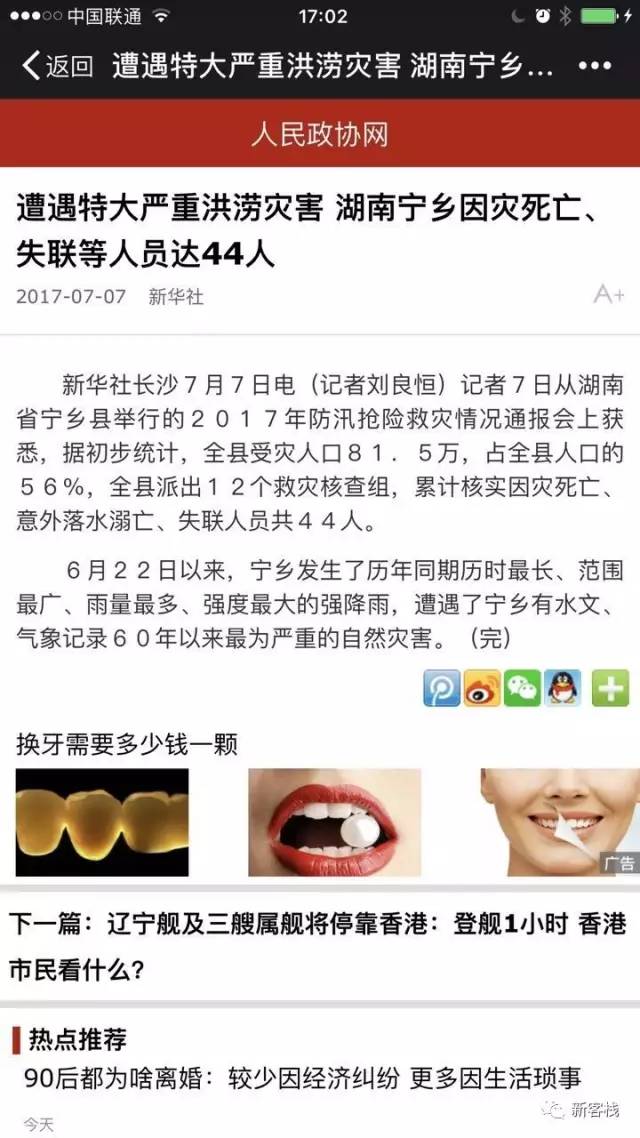 中国联通
17:02
返回 遭遇特大严重洪涝灾害 湖南宁乡...
人民政协网
遭遇特大严重洪涝灾害 湖南宁乡因灾死亡、
失联等人员达44人
2017-07-07 新华社
A+
新华社长沙７月７日电（记者刘良恒）记者７日从湖南
省宁乡县举行的２０１７年防汛抢险救灾情况通报会上获
悉，据初步统计，全县受灾人口８１．５万，占全县人口的
５６%，全县派出１２个救灾核查组，累计核实因灾死亡、
意外落水溺亡、失联人员共４４人。
６月２２日以来，宁乡发生了历年同期历时最长、范围
最广、雨量最多、强度最大的强降雨，遭遇了宁乡有水文、
气象记录６０年以来最为严重的自然灾害。（完）
换牙需要多少钱一颗
广告
下一篇：辽宁舰及三艘属舰将停靠香港：登舰1小时 香港
市民看什么？
热点推荐
90后都为啥离婚：较少因经济纠纷 更多因生活琐事
今天
新客栈